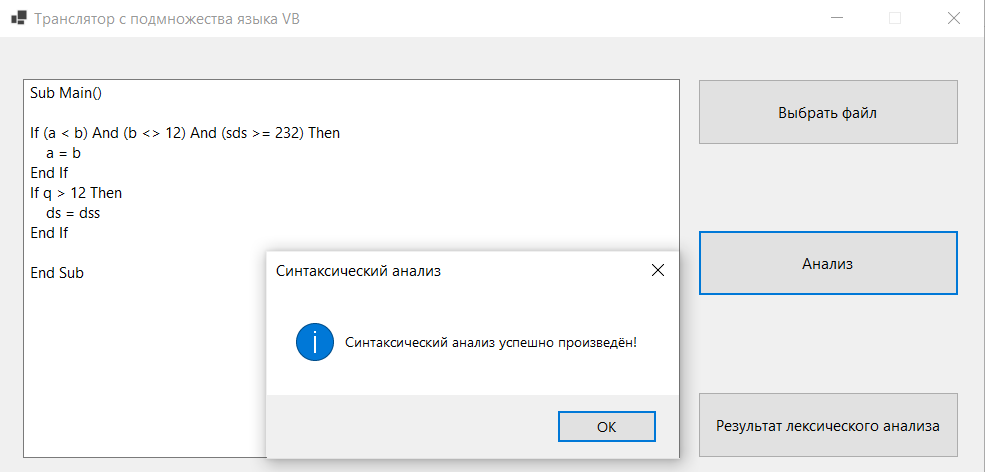 Транслятор с подмножества языка VB
Sub Main()
If (a < b) And (b <> 12) And (sds >= 232) Then
a = b
End If
If q > 12 Then
ds = dss
End If
End Sub
Выбрать файл
Анализ
Результат лексического анализа
Синтаксический анализ
Синтаксический анализ успешно произведён!
OK